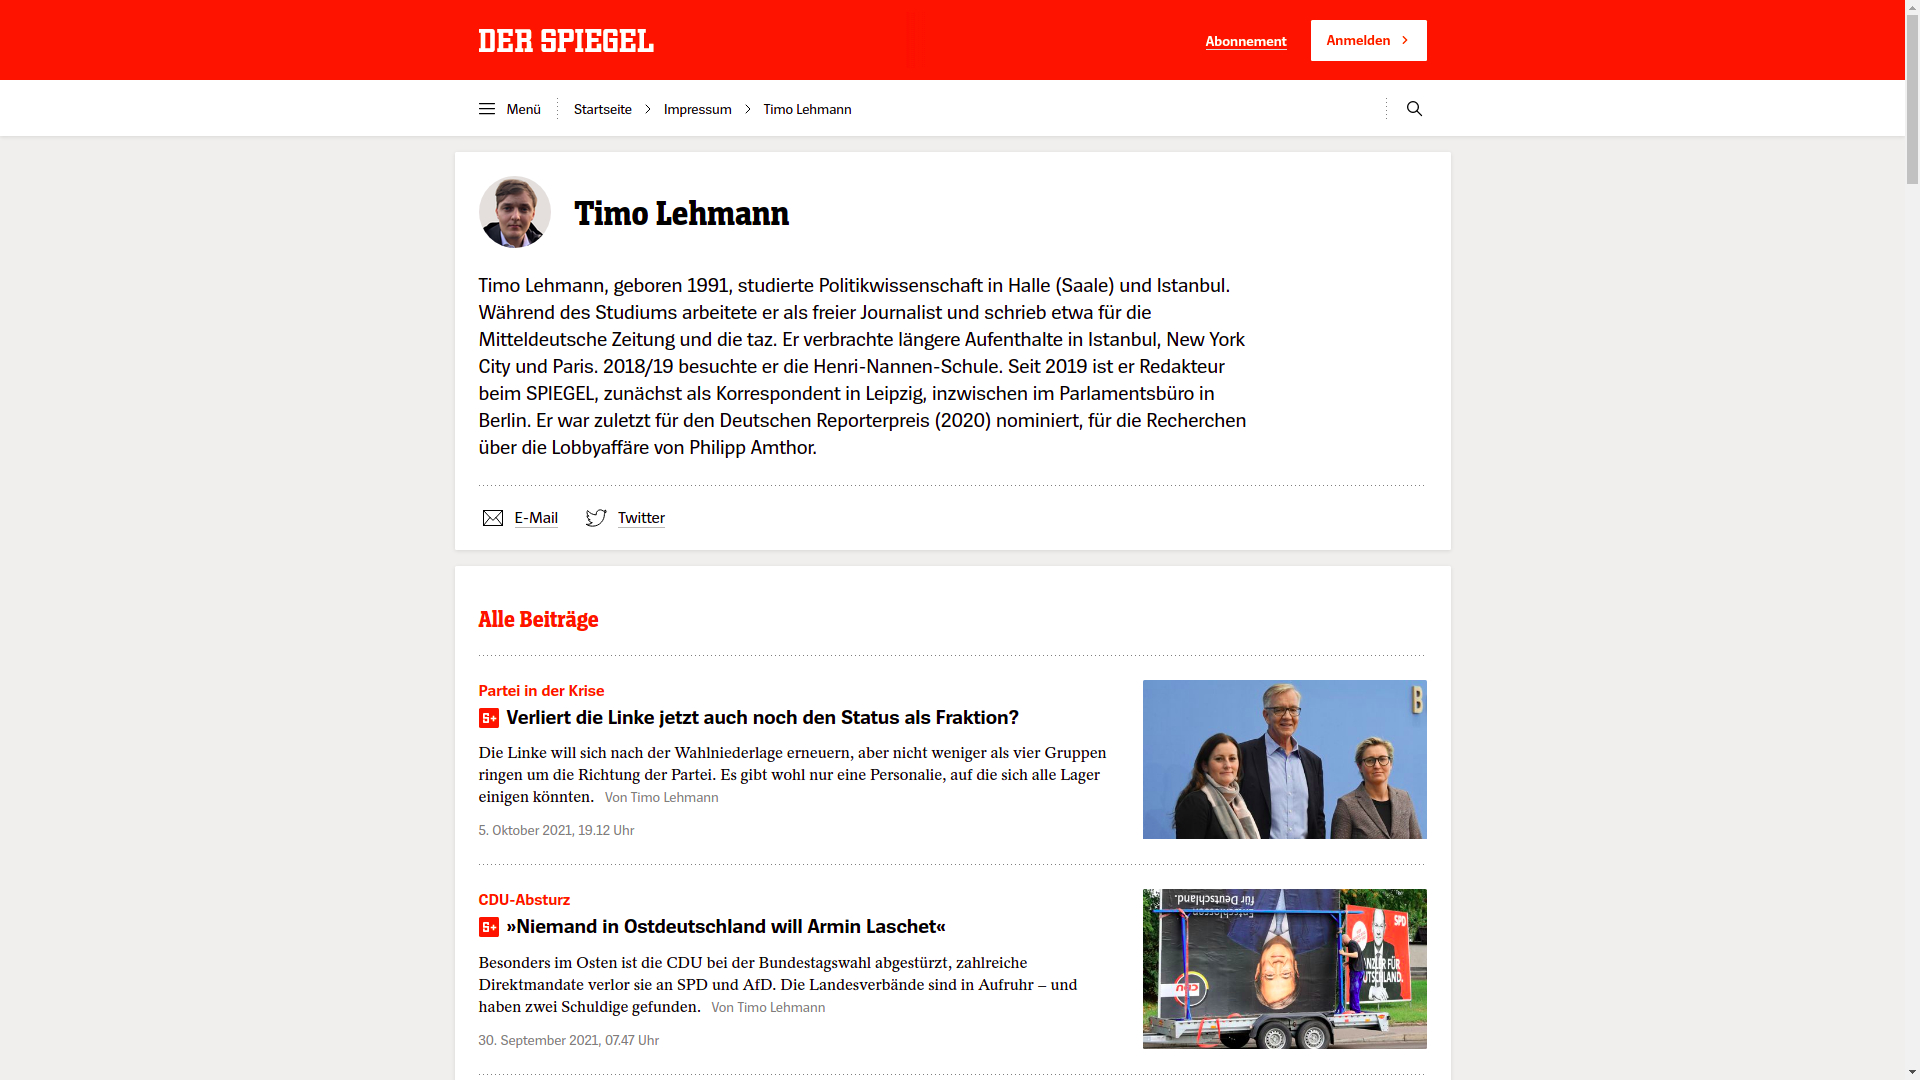 DER SPIEGEL
Abonnement
Anmelden
Menü
Startseite
Impressum
Timo Lehmann
Timo Lehmann
Timo Lehmann, geboren 1991, studierte Politikwissenschaft in Halle (Saale) und Istanbul.
Während des Studiums arbeitete er als freier Journalist und schrieb etwa für die
Mitteldeutsche Zeitung und die taz. Er verbrachte längere Aufenthalte in Istanbul, New York
City und Paris. 2018/19 besuchte er die Henri-Nannen-Schule. Seit 2019 ist er Redakteur
beim SPIEGEL, zunächst als Korrespondent in Leipzig, inzwischen im Parlamentsbüro in
Berlin. Er war zuletzt für den Deutschen Reporterpreis (2020) nominiert, für die Recherchen
über die Lobbyaffäre von Philipp Amthor.
E-Mail
Twitter
Alle Beiträge
Partei in der Krise
S+ Verliert die Linke jetzt auch noch den Status als Fraktion?
Die Linke will sich nach der Wahlniederlage erneuern, aber nicht weniger als vier Gruppen
ringen um die Richtung der Partei. Es gibt wohl nur eine Personalie, auf die sich alle Lager
einigen könnten. Von Timo Lehmann
5. Oktober 2021, 19.12 Uhr
B
CDU-Absturz
S+ »Niemand in Ostdeutschland will Armin Laschet«
Besonders im Osten ist die CDU bei der Bundestagswahl abgestürzt, zahlreiche
Direktmandate verlor sie an SPD und AfD. Die Landesverbände sind in Aufruhr – und
haben zwei Schuldige gefunden. Von Timo Lehmann
30. September 2021, 07.47 Uhr
für Deutschland.
Entschlossen
CDU
SPD